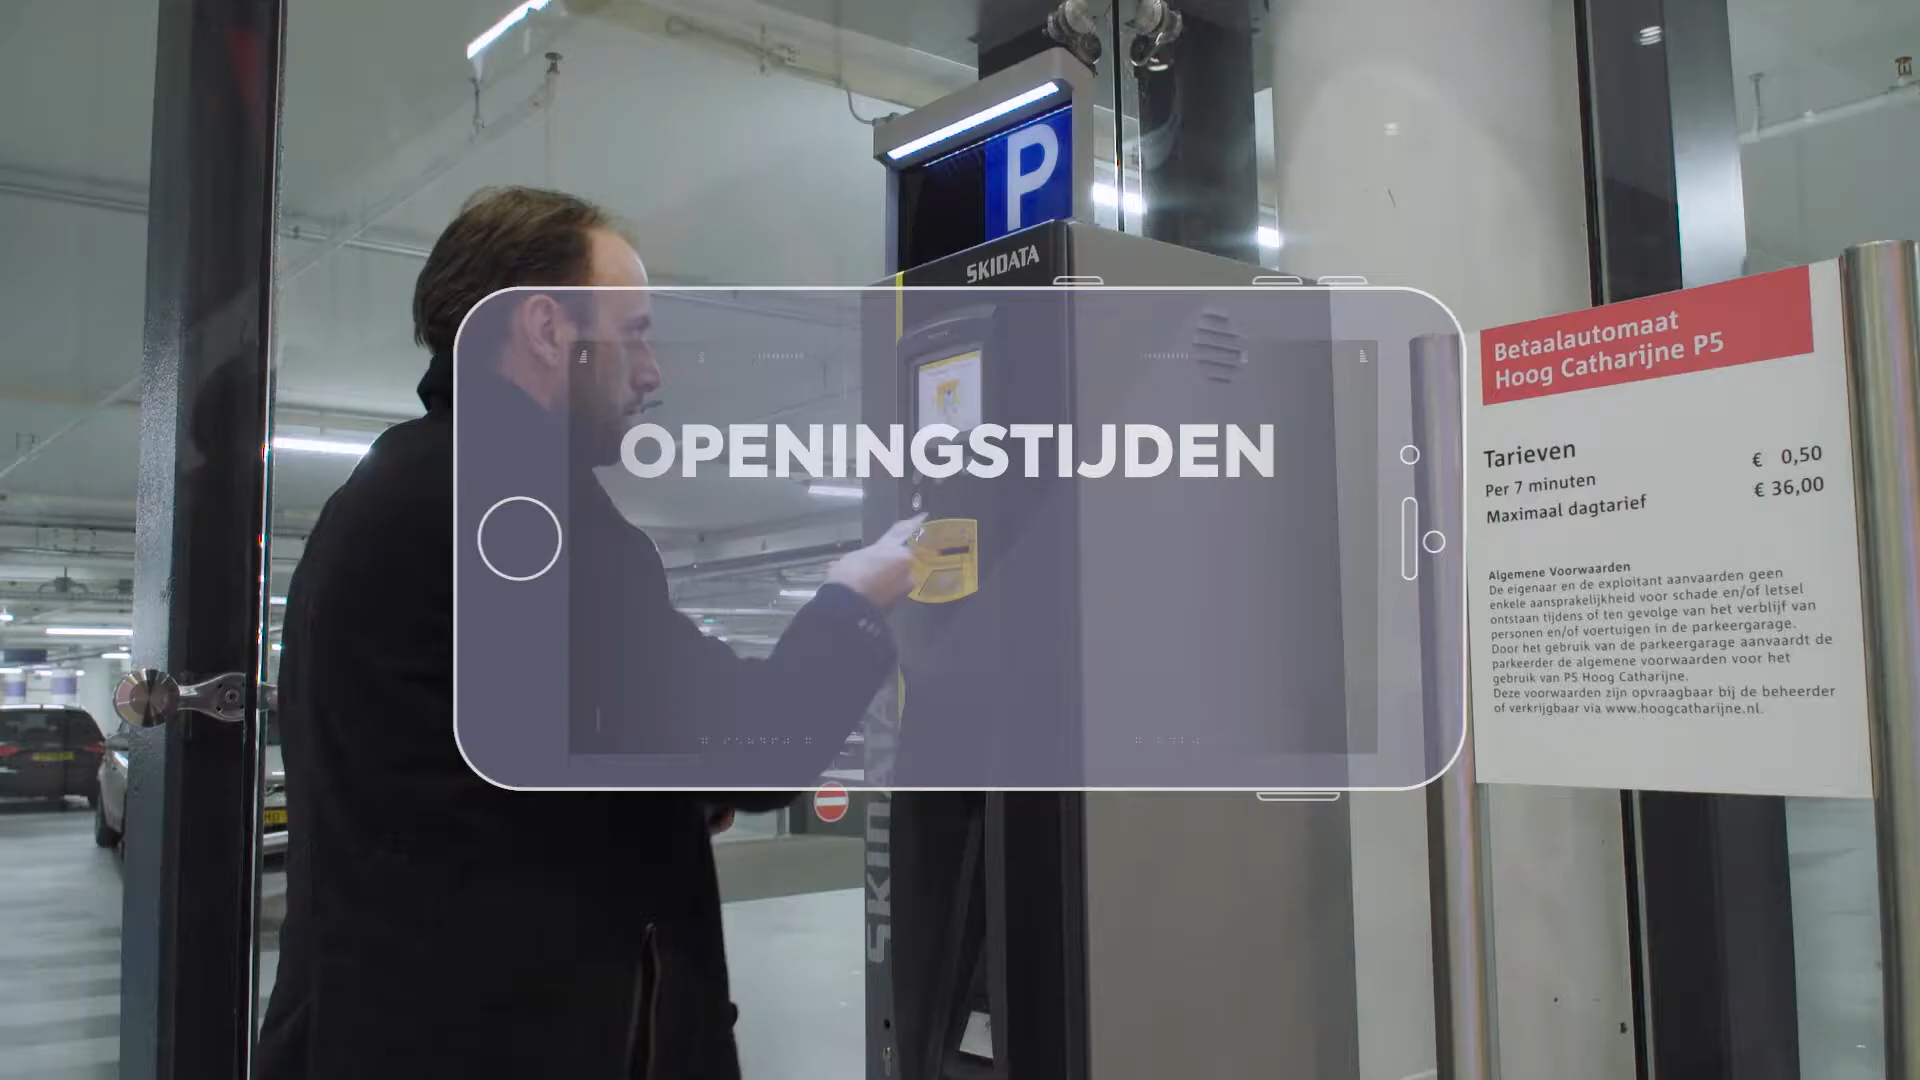 P
SKIDATA
OPENINGSTIJDEN
SKIDATA
Betaalautomaat
Hoog Catharijne P5
Tarieven
Per 7 minuten € 0,50
Maximaal dagtarief € 36,00
Algemene Voorwaarden
De eigenaar en de exploitant aanvaarden geen
enkele aansprakelijkheid voor schade en/of letsel
ontstaan tijdens of ten gevolge van het verblijf van
personen en/of voertuigen in de parkeergarage.
Door het gebruik van de parkeergarage aanvaardt de
parkeerder de algemene voorwaarden voor het
gebruik van P5 Hoog Catharijne.
Deze voorwaarden zijn opvraagbaar bij de beheerder
of verkrijgbaar via www.hoogcatharijne.nl.